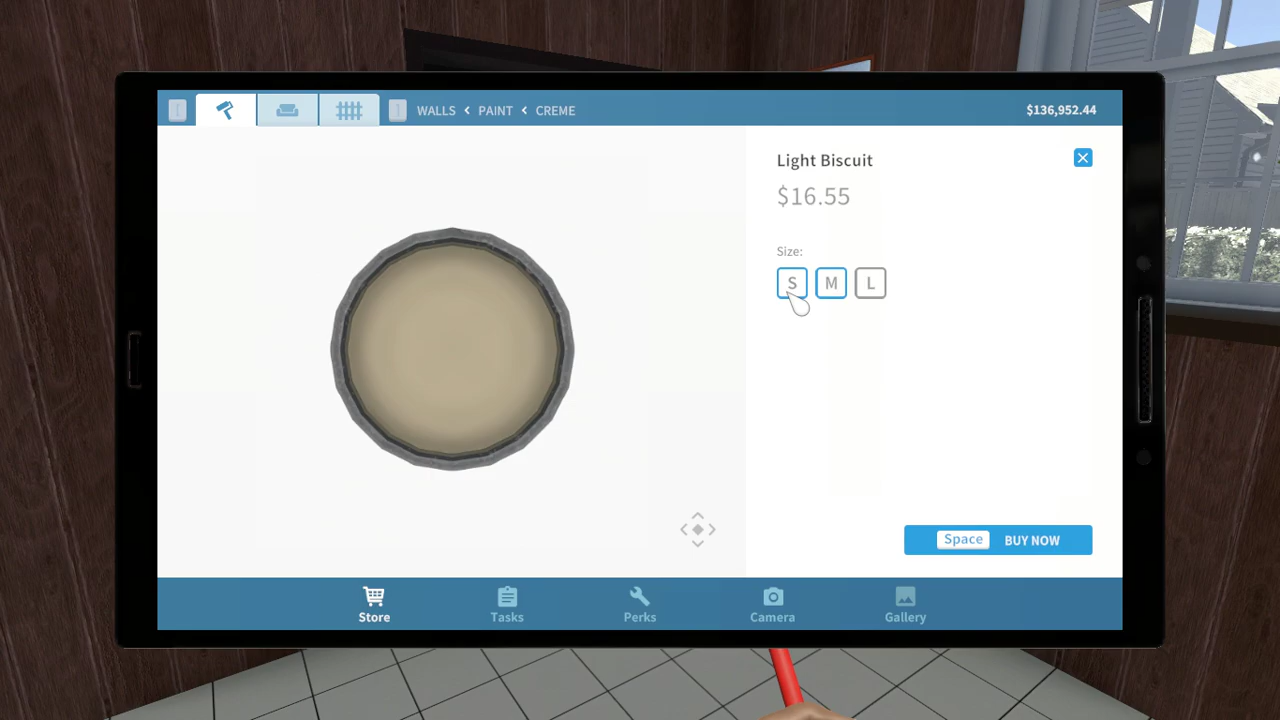 [ ] WALLS < PAINT < CREME $136,952.44
Light Biscuit
$16.55
Size:
S M L
Space BUY NOW
Store Tasks Perks Camera Gallery